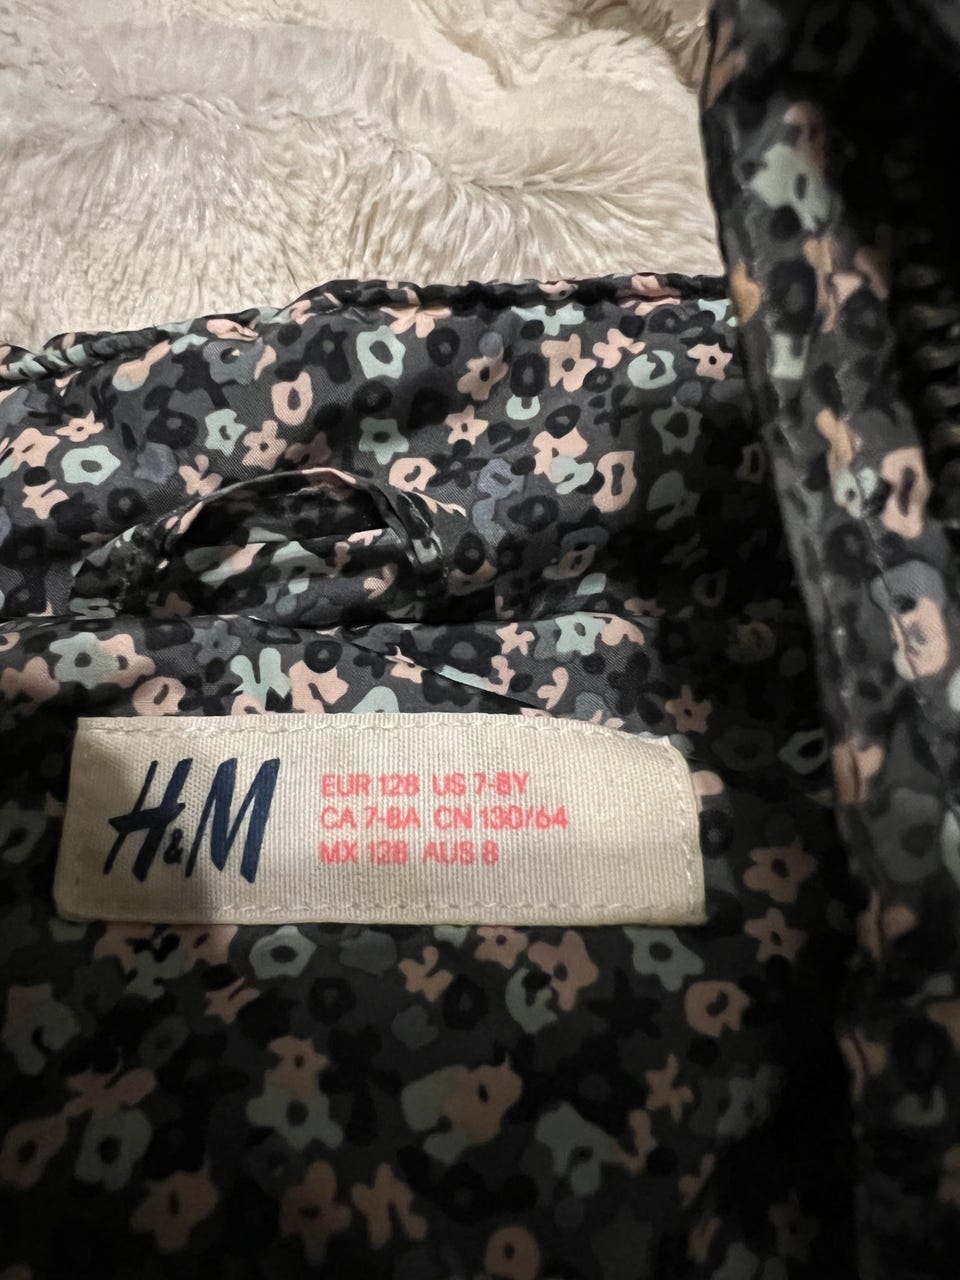 H&M
EUR 128 US 7-8Y
CA 7-8A CN 130/64
MX 128 AUS 8